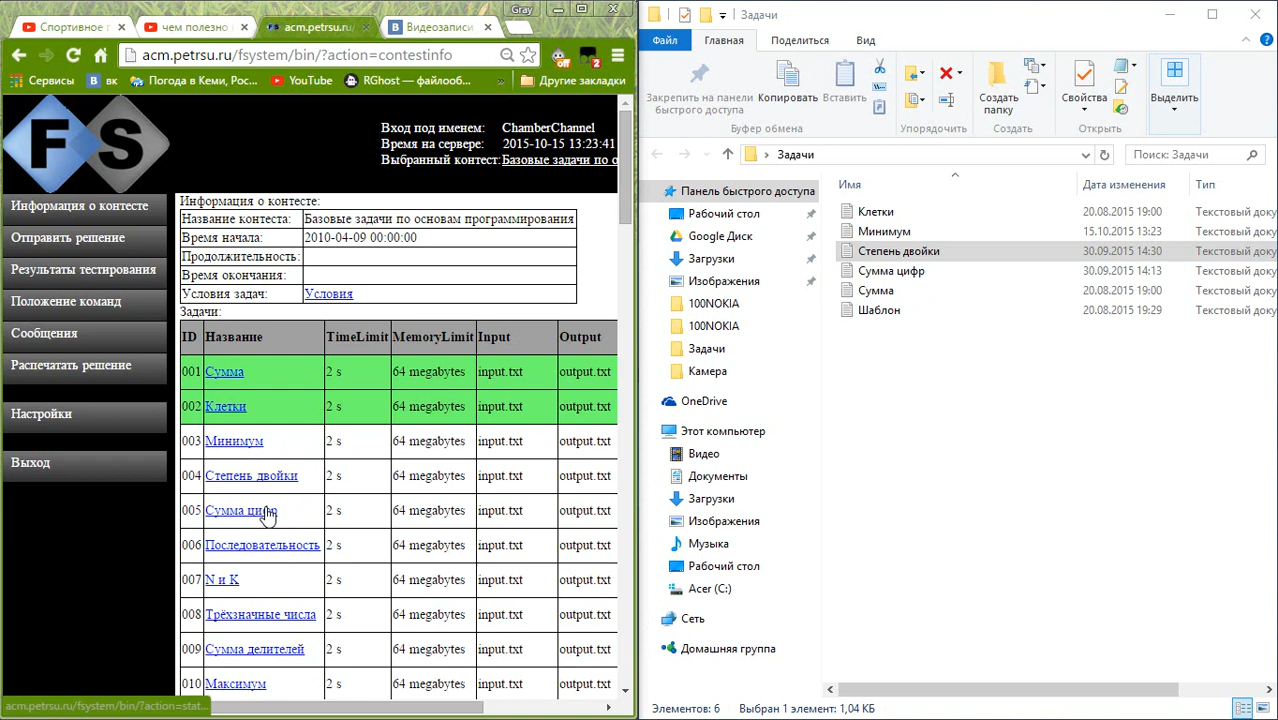 Спортивное г
чем полезно г
acm.petrsu.ru/
Видеозаписи
Gray
acm.petrsu.ru/fsystem/bin/?action=contestinfo
Сервисы
вк
Погода в Кеми, Рос...
YouTube
RGhost — файлооб...
»
Другие закладки
off
2
FS
Вход под именем: ChamberChannel
Время на сервере: 2015-10-15 13:23:41
Выбранный контест: Базовые задачи по о
Информация о контесте
Отправить решение
Результаты тестирования
Положение команд
Сообщения
Распечатать решение
Настройки
Выход
Информация о контесте:
Название контеста: Базовые задачи по основам программирования
Время начала: 2010-04-09 00:00:00
Продолжительность:
Время окончания:
Условия задач: Условия
Задачи:
ID Название TimeLimit MemoryLimit Input Output
001 Сумма 2 s 64 megabytes input.txt output.txt
002 Клетки 2 s 64 megabytes input.txt output.txt
003 Минимум 2 s 64 megabytes input.txt output.txt
004 Степень двойки 2 s 64 megabytes input.txt output.txt
005 Сумма цифр 2 s 64 megabytes input.txt output.txt
006 Последовательность 2 s 64 megabytes input.txt output.txt
007 N и K 2 s 64 megabytes input.txt output.txt
008 Трёхзначные числа 2 s 64 megabytes input.txt output.txt
009 Сумма делителей 2 s 64 megabytes input.txt output.txt
010 Максимум 2 s 64 megabytes input.txt output.txt
acm.petrsu.ru/fsystem/bin/?action=stat...
Задачи
Файл
Главная
Поделиться
Вид
Закрепить на панели
быстрого доступа
Копировать
Вставить
Создать
папку
Свойства
Выделить
Буфер обмена
Упорядочить
Создать
Открыть
Задачи
Поиск: Задачи
Имя Дата изменения Тип
Клетки 20.08.2015 19:00 Текстовый доку
Минимум 15.10.2015 13:23 Текстовый доку
Степень двойки 30.09.2015 14:30 Текстовый доку
Сумма цифр 30.09.2015 14:13 Текстовый доку
Сумма 20.08.2015 19:00 Текстовый доку
Шаблон 20.08.2015 19:29 Текстовый доку
Панель быстрого доступа
Рабочий стол
Google Диск
Загрузки
Изображения
100NOKIA
100NOKIA
Задачи
Камера
OneDrive
Этот компьютер
Видео
Документы
Загрузки
Изображения
Музыка
Рабочий стол
Acer (C:)
Сеть
Домашняя группа
Элементов: 6
Выбран 1 элемент: 1,04 КБ